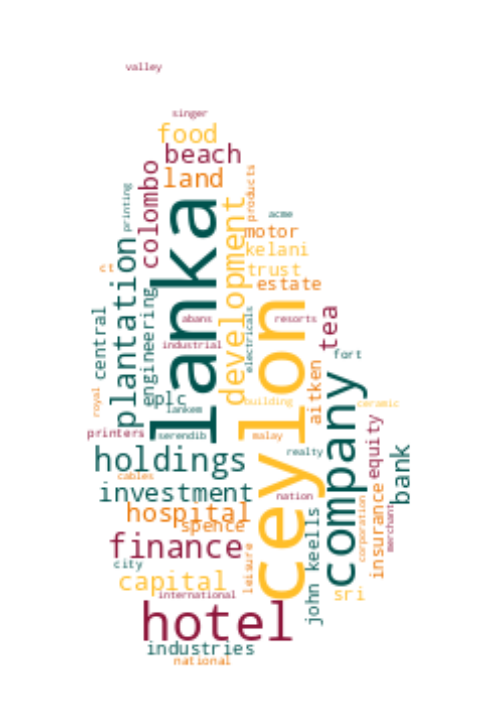 valley
singer
food
beach
land
colombo
printing
products
lanka
acme
development
motor
kelani
plantation
ct
trust
estate
engineering
central
ceylon
abans
resorts
tea
electricals
industrial
fort
company
aitken
royal
plc
lankem
building
ceramic
printers
serendib
malay
equity
bank
holdings
realty
cables
investment
nation
insurance
merchant
corporation
hospital
spence
john keells
finance
leisure
city
capital
international
sri
hotel
industries
national